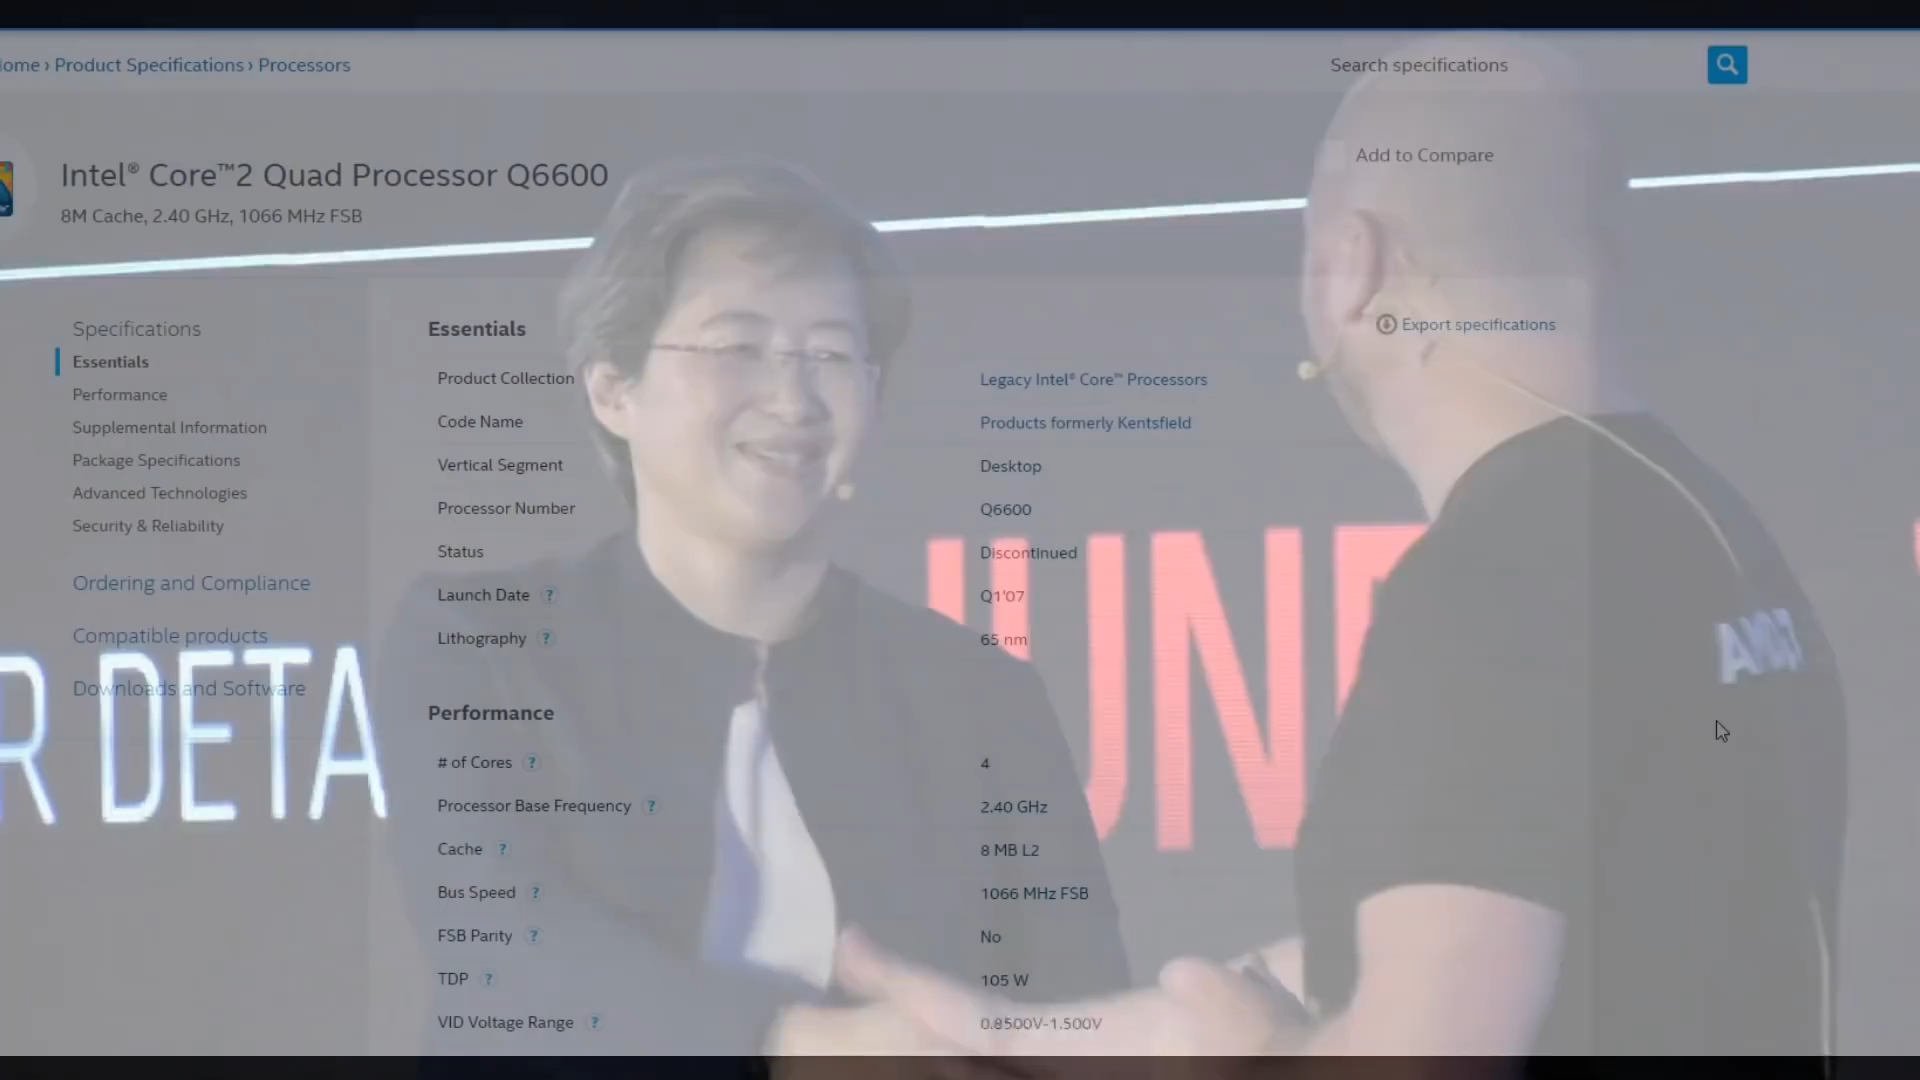 ome › Product Specifications › Processors
Search specifications
Intel® Core™2 Quad Processor Q6600
8M Cache, 2.40 GHz, 1066 MHz FSB
Add to Compare
Specifications
Essentials
Performance
Supplemental Information
Package Specifications
Advanced Technologies
Security & Reliability
Ordering and Compliance
Compatible products
Downloads and Software
Essentials
Export specifications
Product Collection Legacy Intel® Core™ Processors
Code Name Products formerly Kentsfield
Vertical Segment Desktop
Processor Number Q6600
Status Discontinued
Launch Date ? Q1'07
Lithography ? 65 nm
Performance
# of Cores ? 4
Processor Base Frequency ? 2.40 GHz
Cache ? 8 MB L2
Bus Speed ? 1066 MHz FSB
FSB Parity ? No
TDP ? 105 W
VID Voltage Range ? 0.8500V-1.500V
R DETA
JUNE
AMD